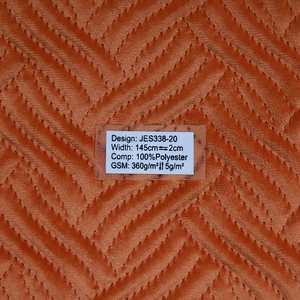 Design: JES338-20
Width: 145cm⇋2cm
Comp: 100%Polyester
GSM: 360g/m²⇵5g/m²